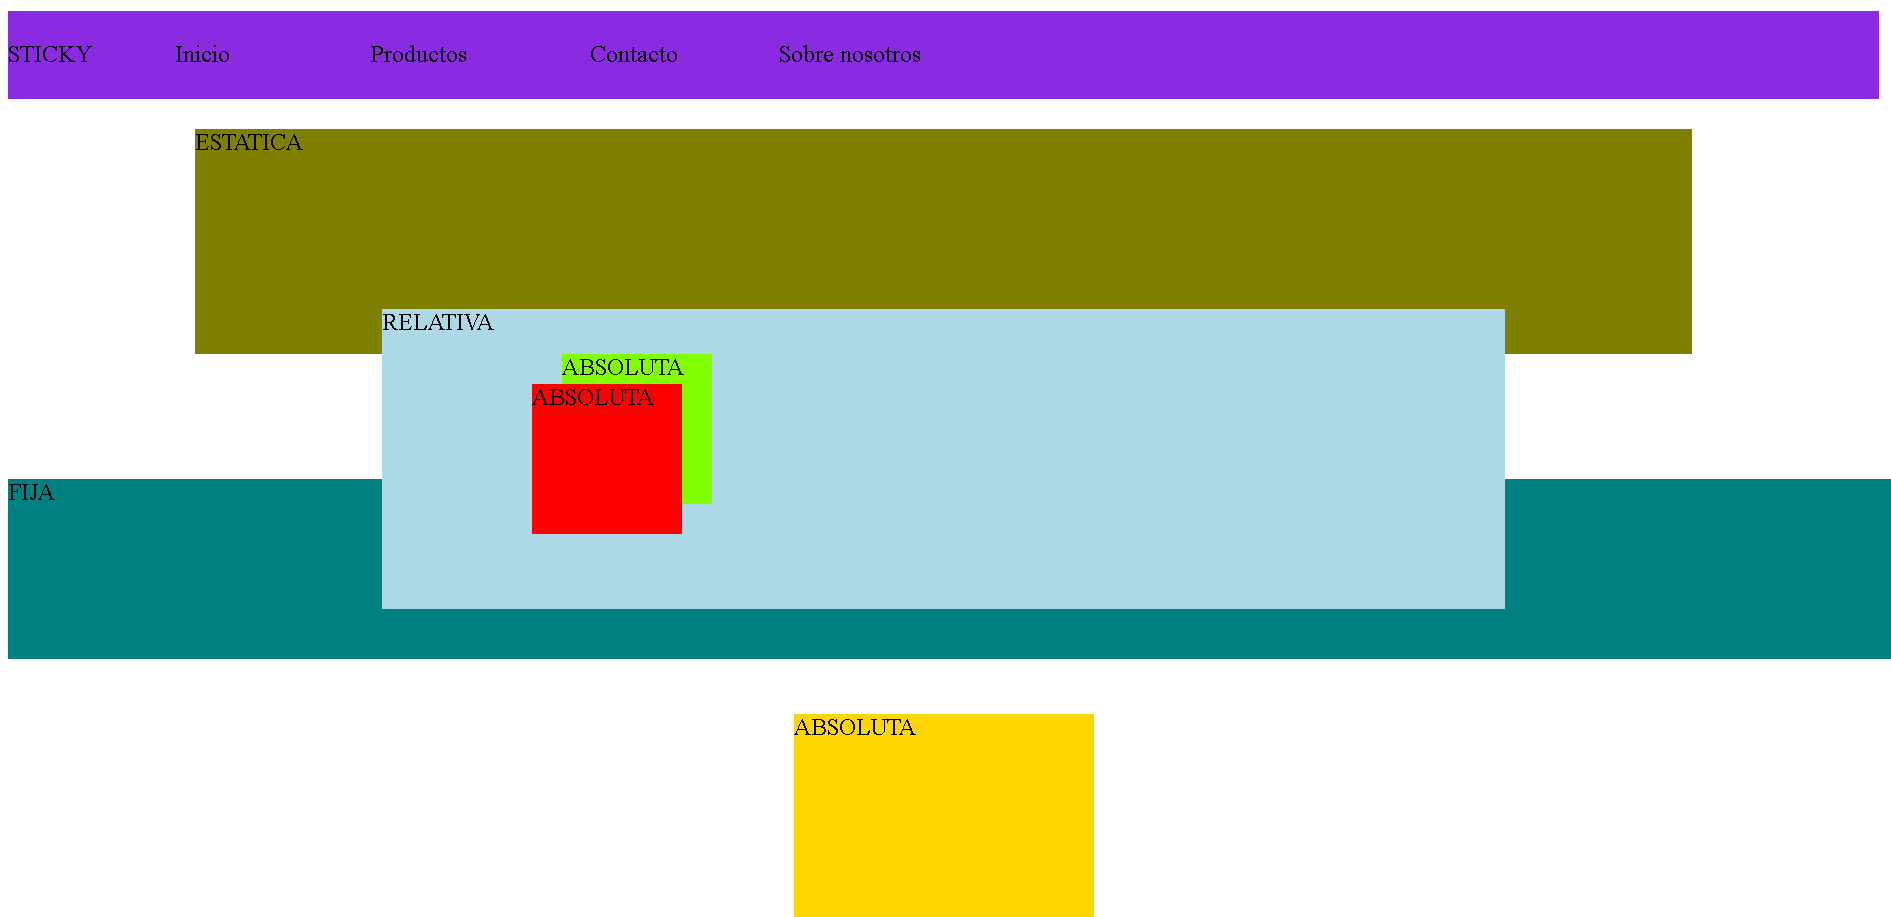 STICKY Inicio Productos Contacto Sobre nosotros
ESTATICA
RELATIVA
ABSOLUTA
ABSOLUTA
FIJA
ABSOLUTA